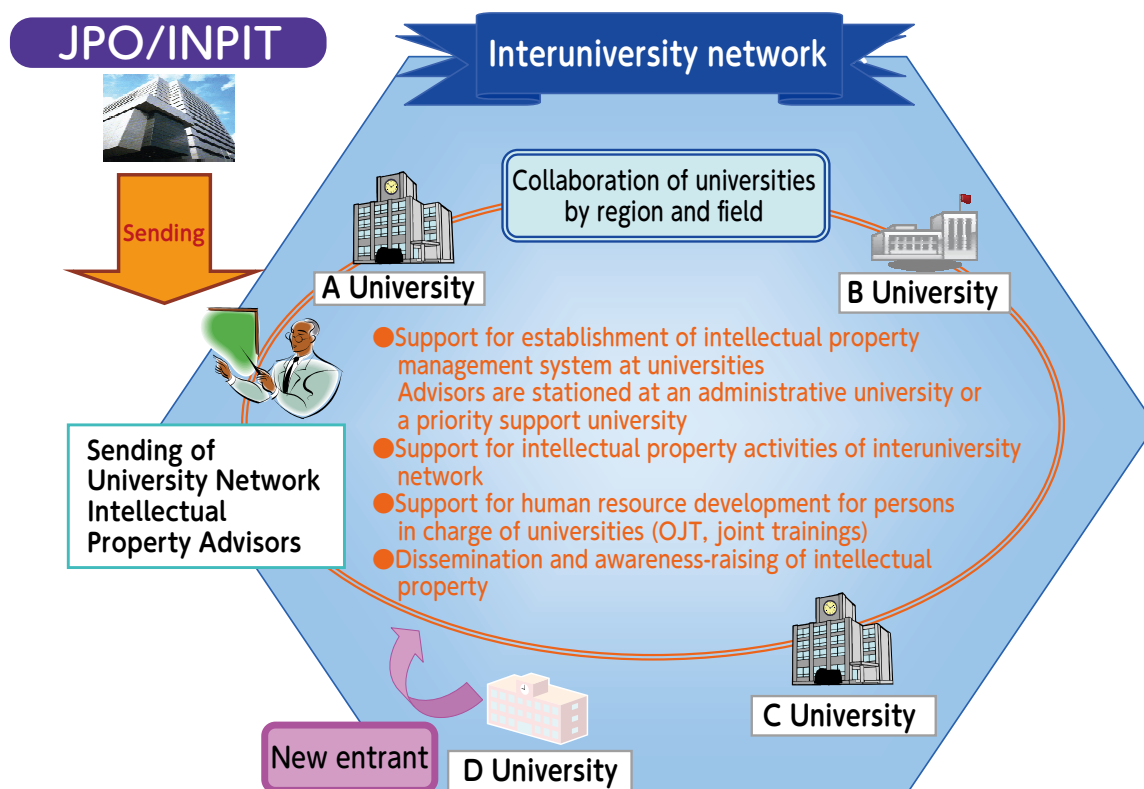 JPO/INPIT
Interuniversity network
Collaboration of universities
by region and field
Sending
A University
B University
●Support for establishment of intellectual property
management system at universities
Advisors are stationed at an administrative university or
a priority support university
●Support for intellectual property activities of interuniversity
network
●Support for human resource development for persons
in charge of universities (OJT, joint trainings)
●Dissemination and awareness-raising of intellectual
property
Sending of
University Network
Intellectual
Property Advisors
C University
New entrant
D University